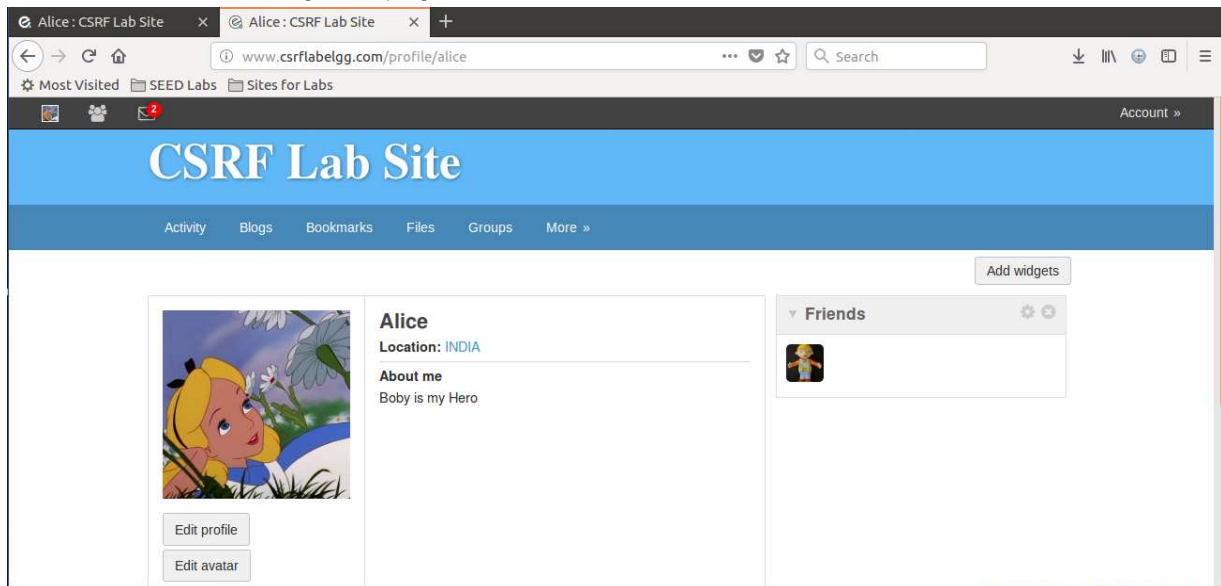 Alice : CSRF Lab Site
Alice : CSRF Lab Site
www.csrflabelgg.com/profile/alice
Search
Most Visited SEED Labs Sites for Labs
2
Account »
CSRF Lab Site
Activity Blogs Bookmarks Files Groups More »
Add widgets
Alice
Location: INDIA
About me
Boby is my Hero
Friends
Edit profile
Edit avatar